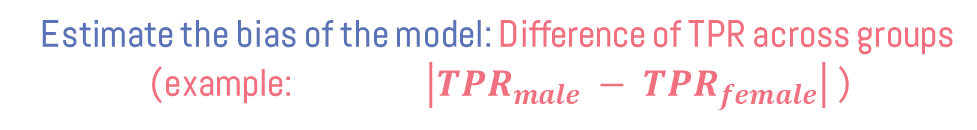 Estimate the bias of the model: Difference of TPR across groups
(example: |TPR_male − TPR_female| )